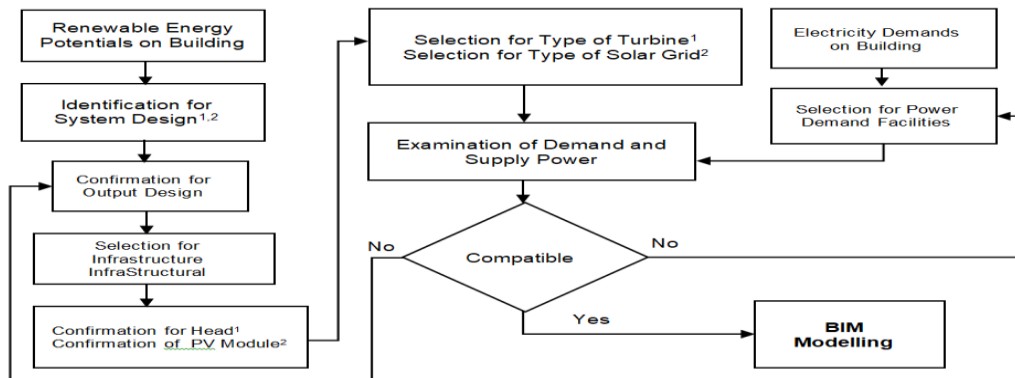 Renewable Energy
Potentials on Building
Identification for
System Design¹,²
Confirmation for
Output Design
Selection for
Infrastructure
InfraStructural
Confirmation for Head¹
Confirmation of PV Module²
Selection for Type of Turbine¹
Selection for Type of Solar Grid²
Examination of Demand and
Supply Power
Electricity Demands
on Building
Selection for Power
Demand Facilities
No
Compatible
No
Yes
BIM
Modelling